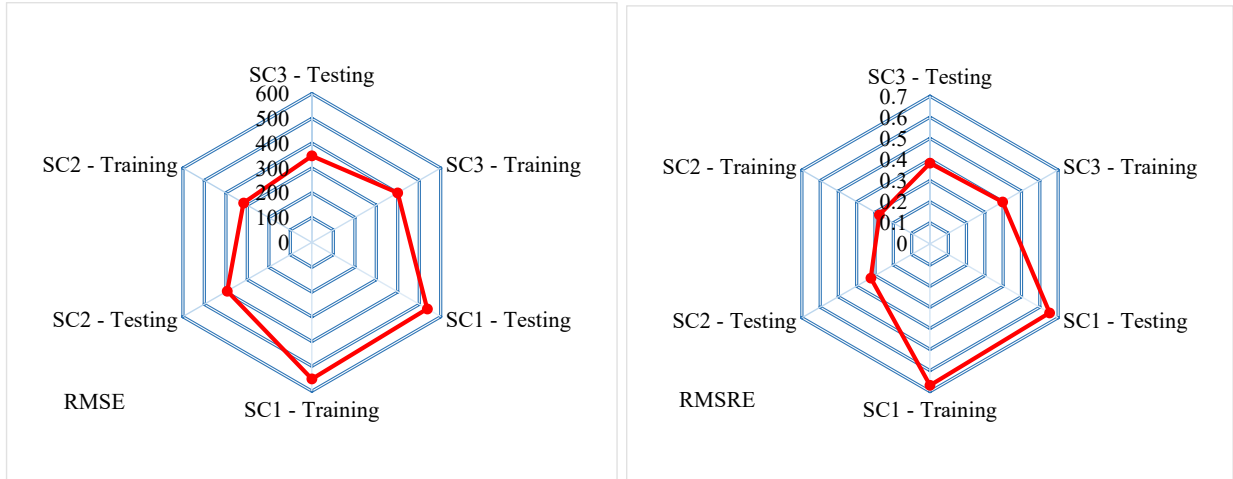 SC3 - Testing
600
500
SC2 - Training
400
SC3 - Training
300
200
100
0
SC2 - Testing
SC1 - Testing
RMSE
SC1 - Training
SC3 - Testing
0.7
0.6
0.5
SC2 - Training
0.4
SC3 - Training
0.3
0.2
0.1
0
SC2 - Testing
SC1 - Testing
RMSRE
SC1 - Training